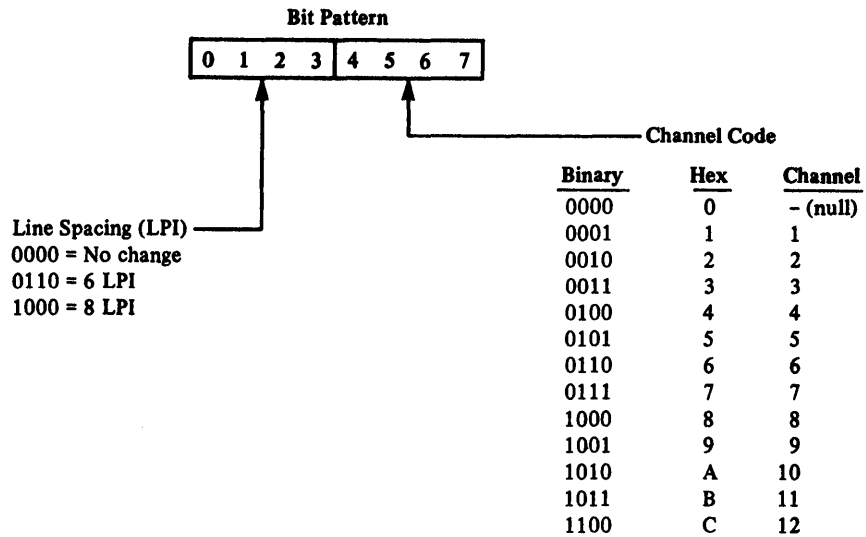 Bit Pattern
0 1 2 3 4 5 6 7
Channel Code
Binary Hex Channel
0000 0 – (null)
0001 1 1
0010 2 2
0011 3 3
0100 4 4
0101 5 5
0110 6 6
0111 7 7
1000 8 8
1001 9 9
1010 A 10
1011 B 11
1100 C 12
Line Spacing (LPI)
0000 = No change
0110 = 6 LPI
1000 = 8 LPI